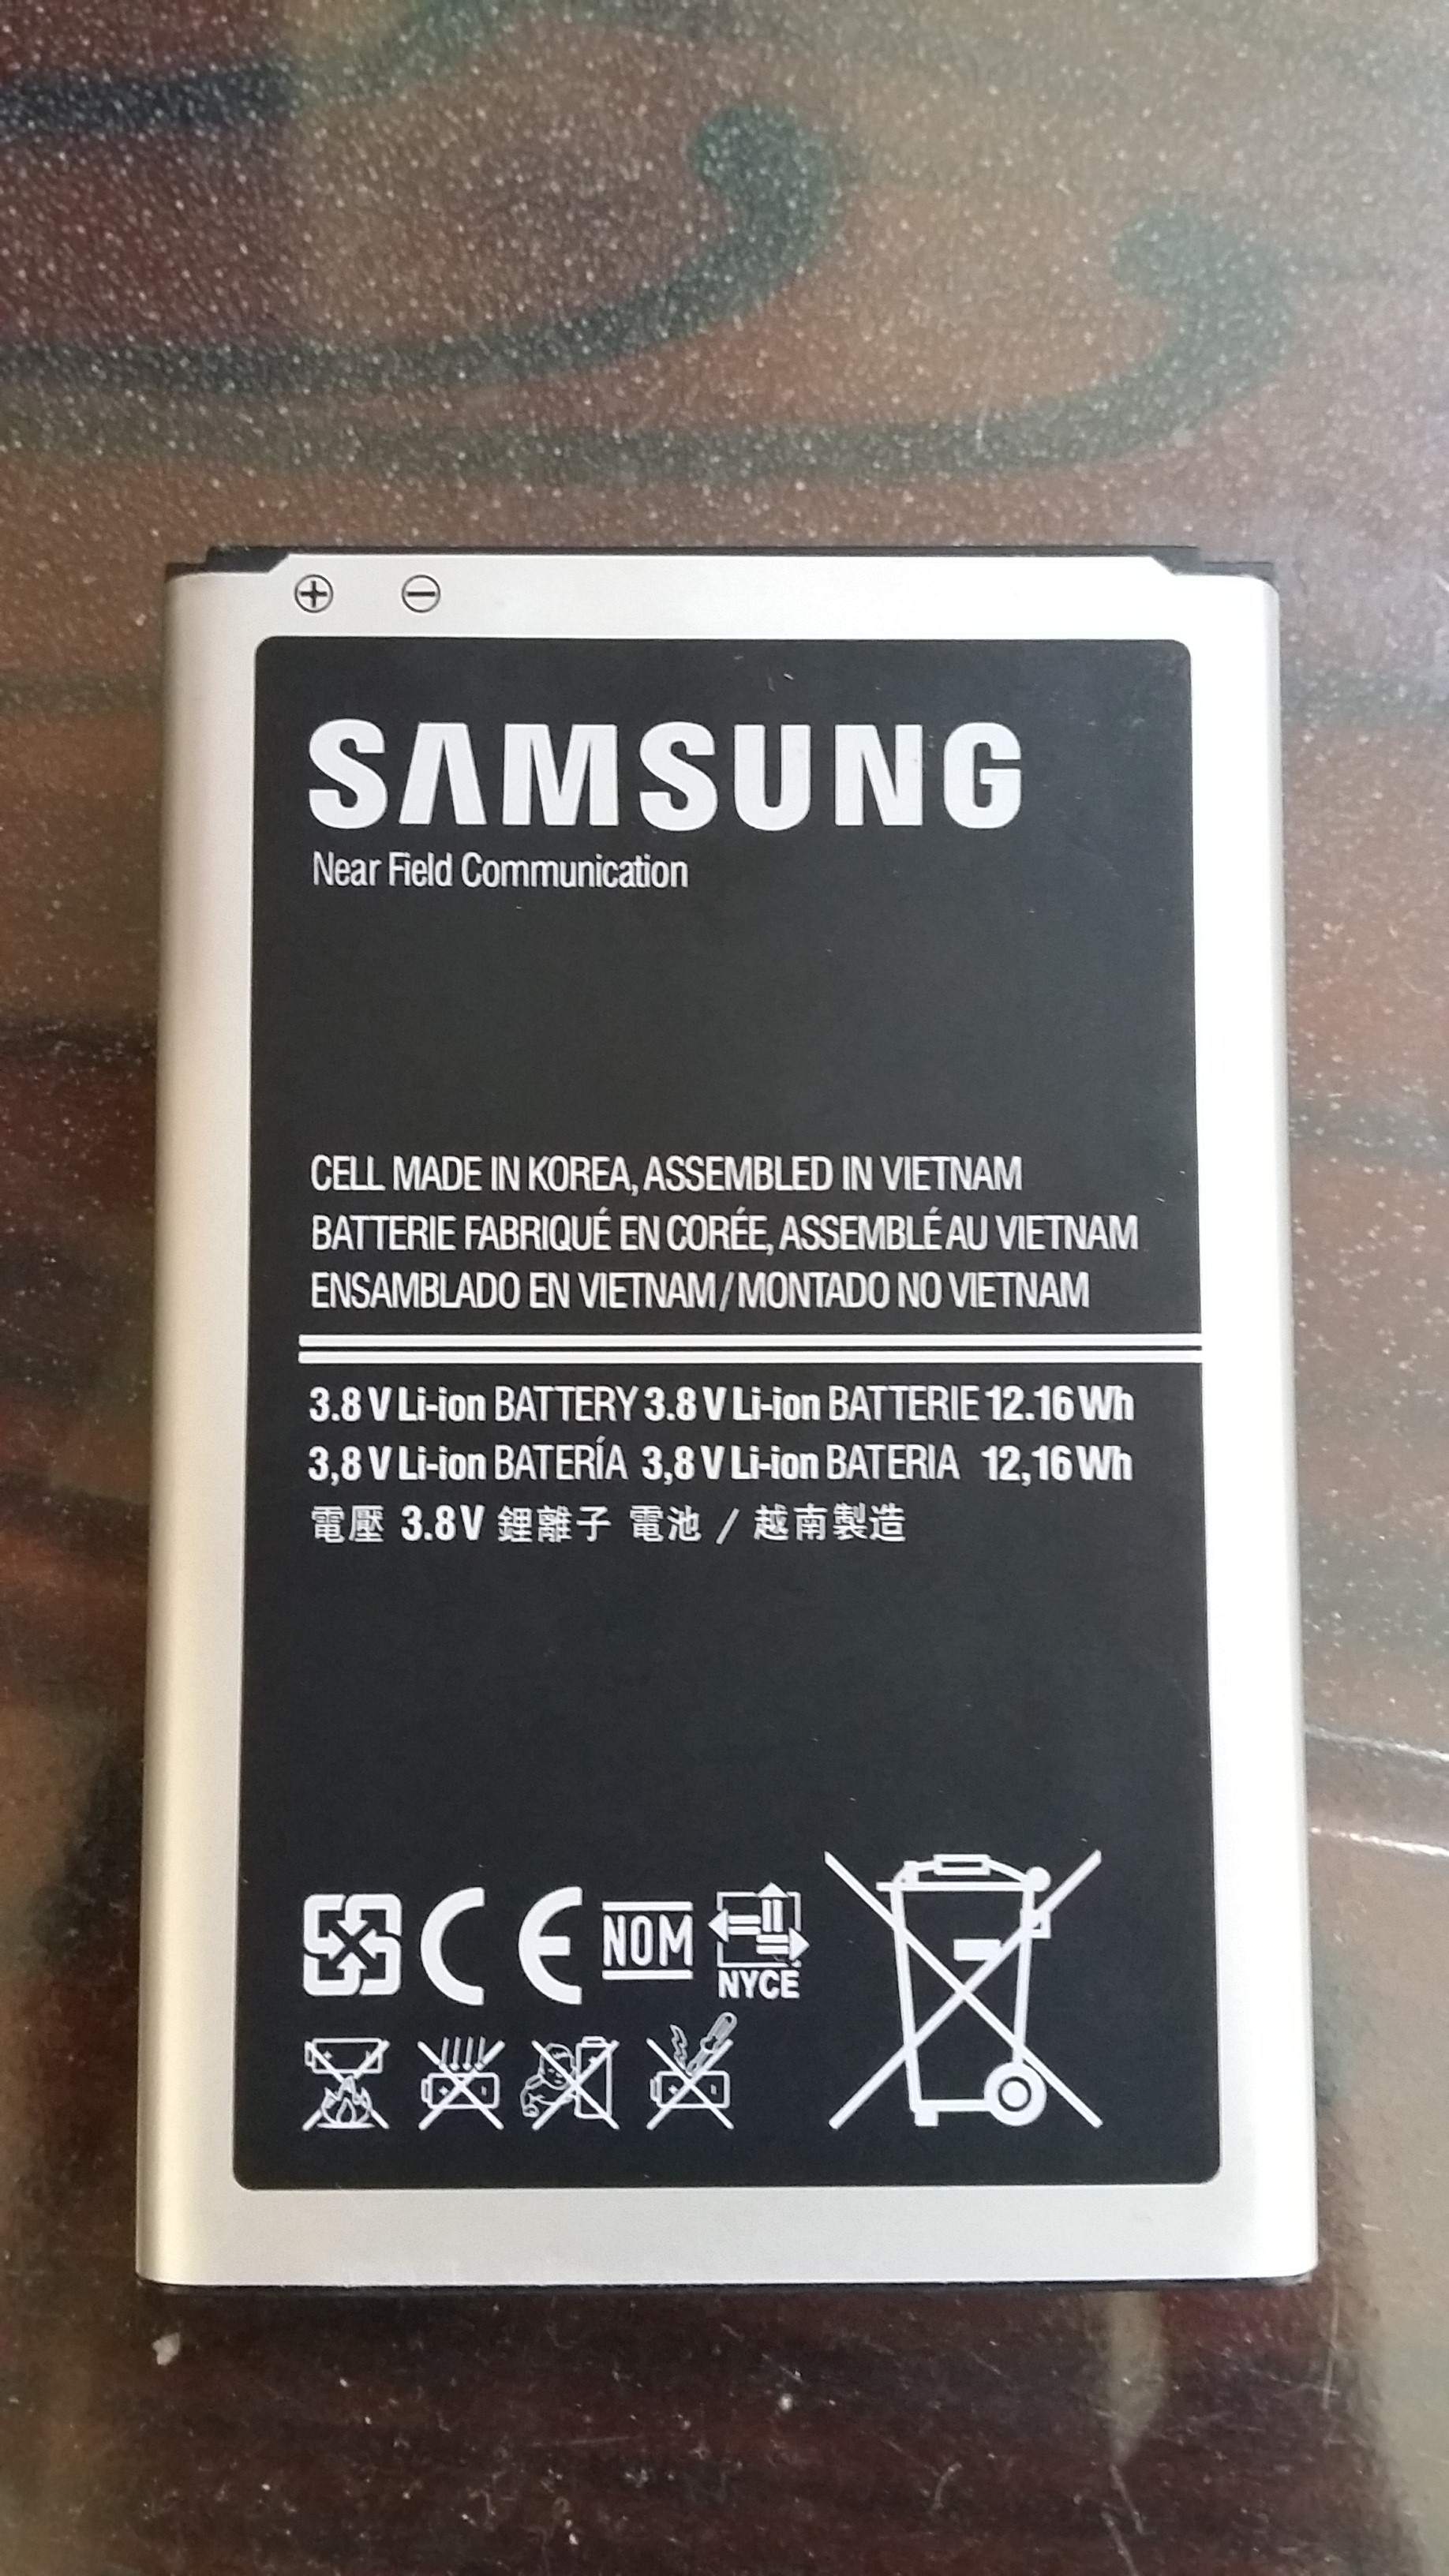 SAMSUNG
Near Field Communication
CELL MADE IN KOREA, ASSEMBLED IN VIETNAM
BATTERIE FABRIQUÉ EN CORÉE, ASSEMBLÉ AU VIETNAM
ENSAMBLADO EN VIETNAM/MONTADO NO VIETNAM
3.8 V Li-ion BATTERY 3.8 V Li-ion BATTERIE 12.16 Wh
3,8 V Li-ion BATERÍA 3,8 V Li-ion BATERIA 12,16 Wh
電壓 3.8V 鋰離子 電池 / 越南製造
CE NOM
NYCE